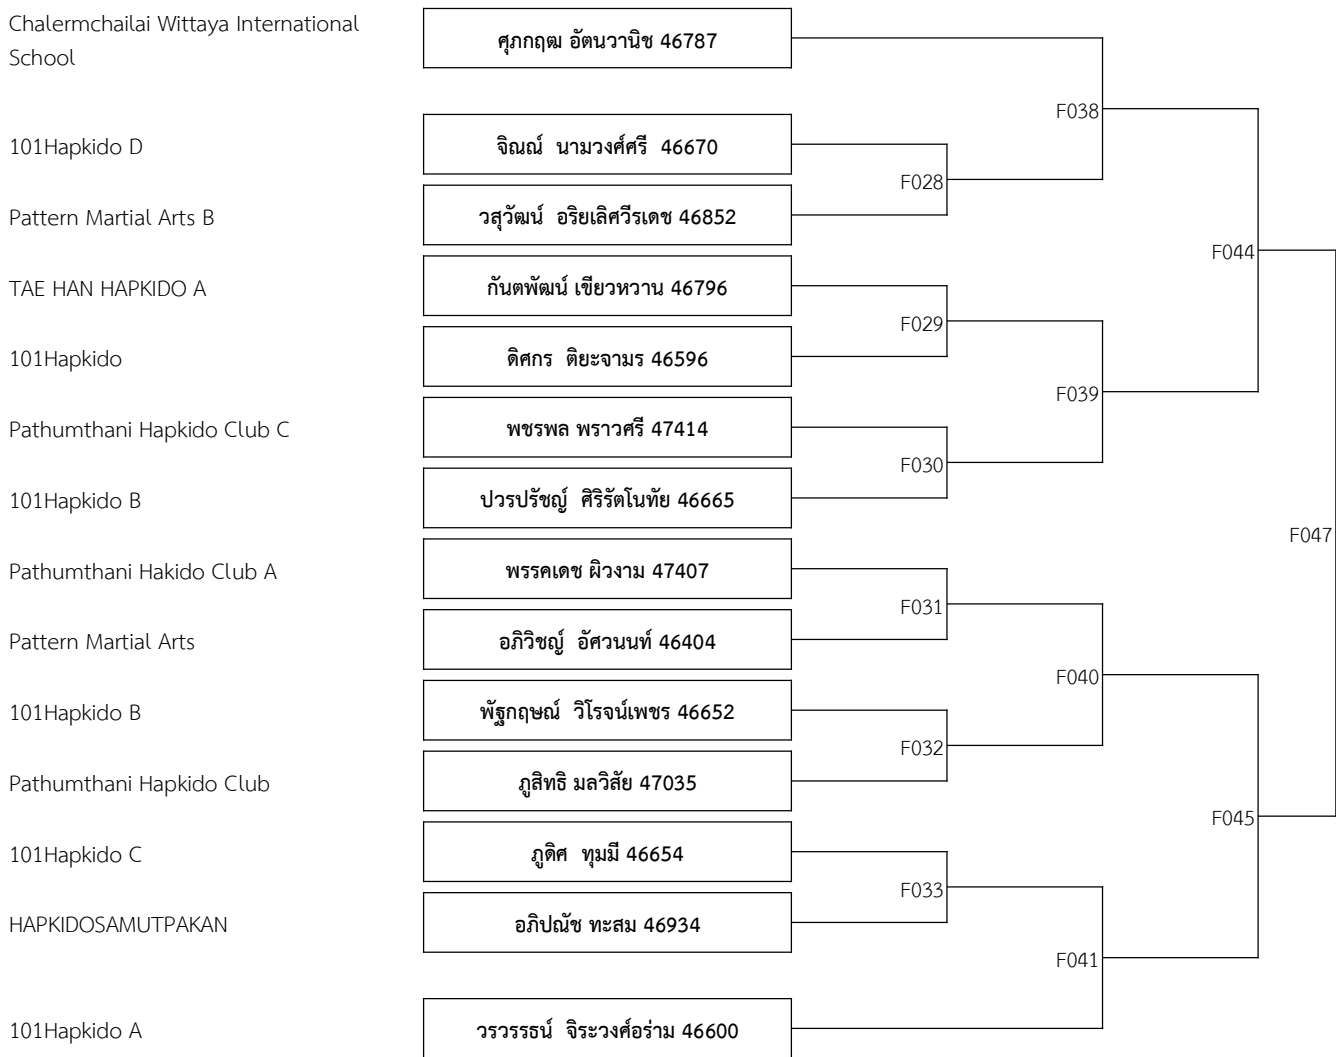 Chalermchailai Wittaya International
School
ศุภกฤฒ อัตนวานิช 46787
F038
101Hapkido D
จิณณ์  นามวงศ์ศรี  46670
F028
Pattern Martial Arts B
วสุวัฒน์  อริยเลิศวีรเดช 46852
F044
TAE HAN HAPKIDO A
กันตพัฒน์ เขียวหวาน 46796
F029
101Hapkido
ดิศกร  ติยะจามร 46596
F039
Pathumthani Hapkido Club C
พชรพล พราวศรี 47414
F030
101Hapkido B
ปวรปรัชญ์  ศิริรัตโนทัย 46665
F047
Pathumthani Hakido Club A
พรรคเดช ผิวงาม 47407
F031
Pattern Martial Arts
อภิวิชญ์  อัศวนนท์ 46404
F040
101Hapkido B
พัฐกฤษณ์  วิโรจน์เพชร 46652
F032
Pathumthani Hapkido Club
ภูสิทธิ มลวิสัย 47035
F045
101Hapkido C
ภูดิศ  ทุมมี 46654
F033
HAPKIDOSAMUTPAKAN
อภิปณัช ทะสม 46934
F041
101Hapkido A
วรวรรธน์  จิระวงศ์อร่าม 46600